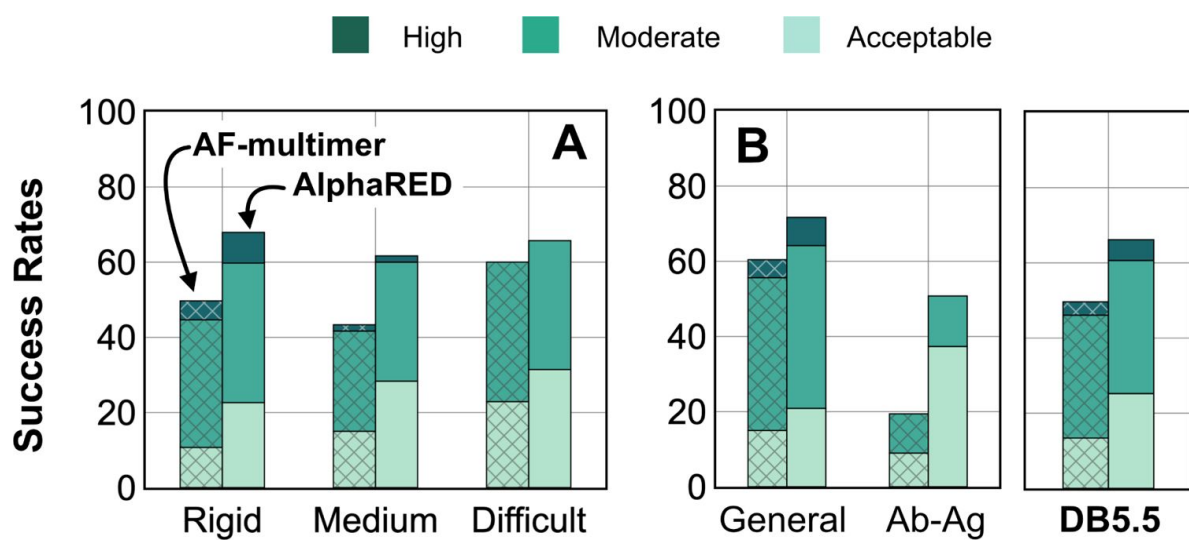 High Moderate Acceptable
Success Rates
100
80
60
40
20
0
AF-multimer
AlphaRED
A
Rigid Medium Difficult
100
80
60
40
20
0
B
General Ab-Ag
DB5.5